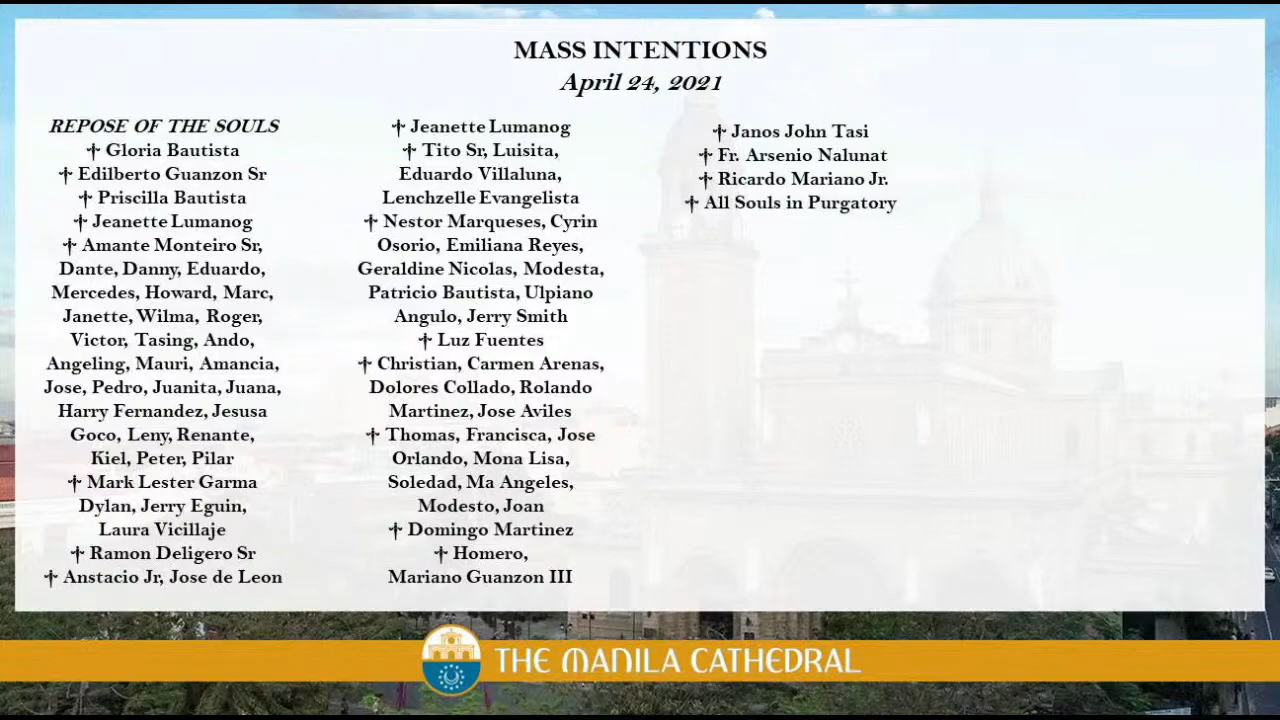 MASS INTENTIONS
April 24, 2021
REPOSE OF THE SOULS
✝ Gloria Bautista
✝ Edilberto Guanzon Sr
✝ Priscilla Bautista
✝ Jeanette Lumanog
✝ Amante Monteiro Sr,
Dante, Danny, Eduardo,
Mercedes, Howard, Marc,
Janette, Wilma, Roger,
Victor, Tasing, Ando,
Angeling, Mauri, Amancia,
Jose, Pedro, Juanita, Juana,
Harry Fernandez, Jesusa
Goco, Leny, Renante,
Kiel, Peter, Pilar
✝ Mark Lester Garma
Dylan, Jerry Eguin,
Laura Vicillaje
✝ Ramon Deligero Sr
✝ Anstacio Jr, Jose de Leon
✝ Jeanette Lumanog
✝ Tito Sr, Luisita,
Eduardo Villaluna,
Lenchzelle Evangelista
✝ Nestor Marqueses, Cyrin
Osorio, Emiliana Reyes,
Geraldine Nicolas, Modesta,
Patricio Bautista, Ulpiano
Angulo, Jerry Smith
✝ Luz Fuentes
✝ Christian, Carmen Arenas,
Dolores Collado, Rolando
Martinez, Jose Aviles
✝ Thomas, Francisca, Jose
Orlando, Mona Lisa,
Soledad, Ma Angeles,
Modesto, Joan
✝ Domingo Martinez
✝ Homero,
Mariano Guanzon III
✝ Janos John Tasi
✝ Fr. Arsenio Nalunat
✝ Ricardo Mariano Jr.
✝ All Souls in Purgatory
THE MANILA CATHEDRAL